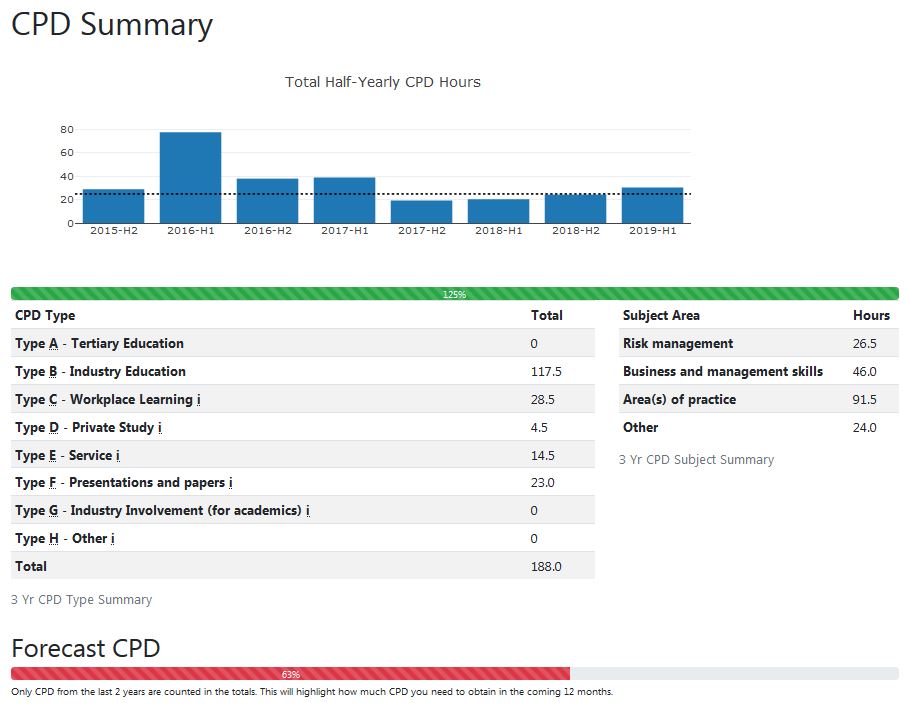 CPD Summary
Total Half-Yearly CPD Hours
80
60
40
20
0
2015-H2 2016-H1 2016-H2 2017-H1 2017-H2 2018-H1 2018-H2 2019-H1
125%
CPD Type Total
Type A - Tertiary Education 0
Type B - Industry Education 117.5
Type C - Workplace Learning i 28.5
Type D - Private Study i 4.5
Type E - Service i 14.5
Type F - Presentations and papers i 23.0
Type G - Industry Involvement (for academics) i 0
Type H - Other i 0
Total 188.0
3 Yr CPD Type Summary
Subject Area Hours
Risk management 26.5
Business and management skills 46.0
Area(s) of practice 91.5
Other 24.0
3 Yr CPD Subject Summary
Forecast CPD
63%
Only CPD from the last 2 years are counted in the totals. This will highlight how much CPD you need to obtain in the coming 12 months.